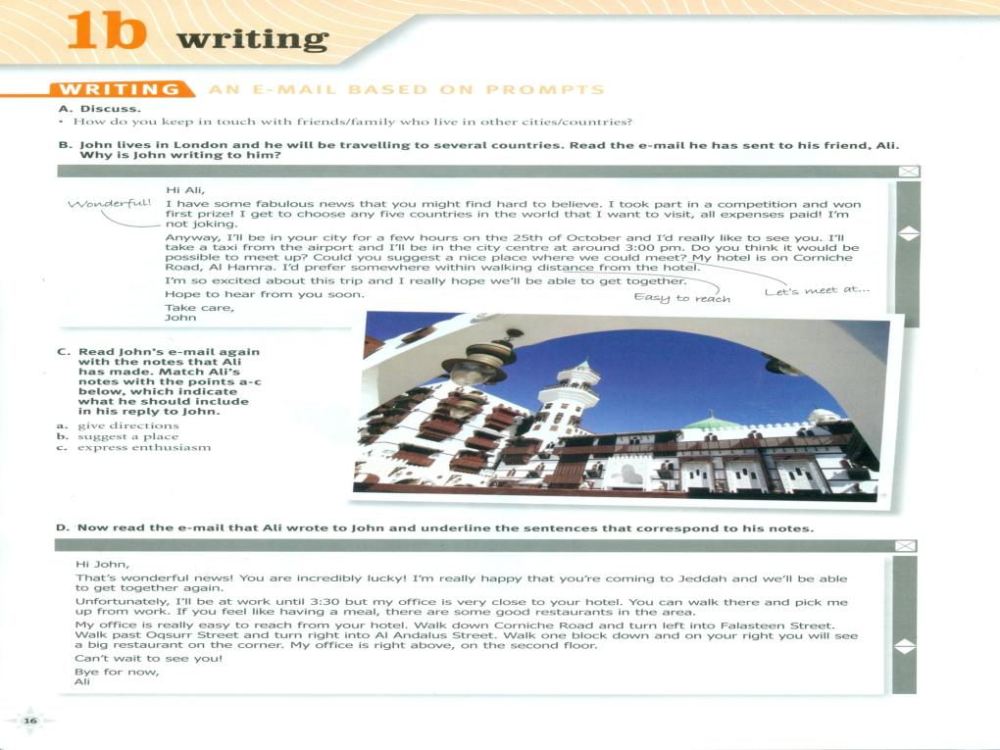 1b writing
WRITING AN E-MAIL BASED ON PROMPTS
A. Discuss.
• How do you keep in touch with friends/family who live in other cities/countries?
B. John lives in London and he will be travelling to several countries. Read the e-mail he has sent to his friend, Ali.
Why is John writing to him?
Hi Ali,
Wonderful!
I have some fabulous news that you might find hard to believe. I took part in a competition and won
first prize! I get to choose any five countries in the world that I want to visit, all expenses paid! I'm
not joking.
Anyway, I'll be in your city for a few hours on the 25th of October and I'd really like to see you. I'll
take a taxi from the airport and I'll be in the city centre at around 3:00 pm. Do you think it would be
possible to meet up? Could you suggest a nice place where we could meet? My hotel is on Corniche
Road, Al Hamra. I'd prefer somewhere within walking distance from the hotel.
I'm so excited about this trip and I really hope we'll be able to get together.
Easy to reach
Let's meet at...
Hope to hear from you soon.
Take care,
John
C. Read John's e-mail again
with the notes that Ali
has made. Match Ali's
notes with the points a-c
below, which indicate
what he should include
in his reply to John.
a. give directions
b. suggest a place
c. express enthusiasm
D. Now read the e-mail that Ali wrote to John and underline the sentences that correspond to his notes.
Hi John,
That's wonderful news! You are incredibly lucky! I'm really happy that you're coming to Jeddah and we'll be able
to get together again.
Unfortunately, I'll be at work until 3:30 but my office is very close to your hotel. You can walk there and pick me
up from work. If you feel like having a meal, there are some good restaurants in the area.
My office is really easy to reach from your hotel. Walk down Corniche Road and turn left into Falasteen Street.
Walk past Oqsurr Street and turn right into Al Andalus Street. Walk one block down and on your right you will see
a big restaurant on the corner. My office is right above, on the second floor.
Can't wait to see you!
Bye for now,
Ali
16